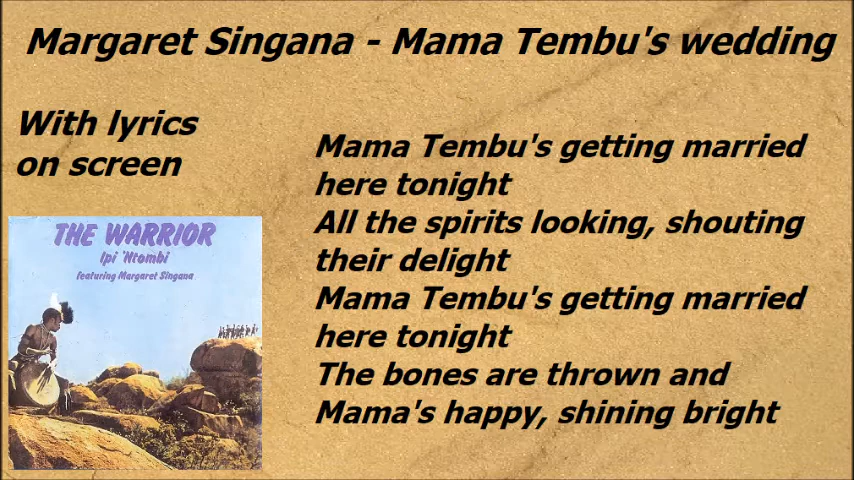 Margaret Singana - Mama Tembu's wedding
With lyrics
on screen
THE WARRIOR
Ipi 'Ntombi
featuring Margaret Singana
Mama Tembu's getting married
here tonight
All the spirits looking, shouting
their delight
Mama Tembu's getting married
here tonight
The bones are thrown and
Mama's happy, shining bright